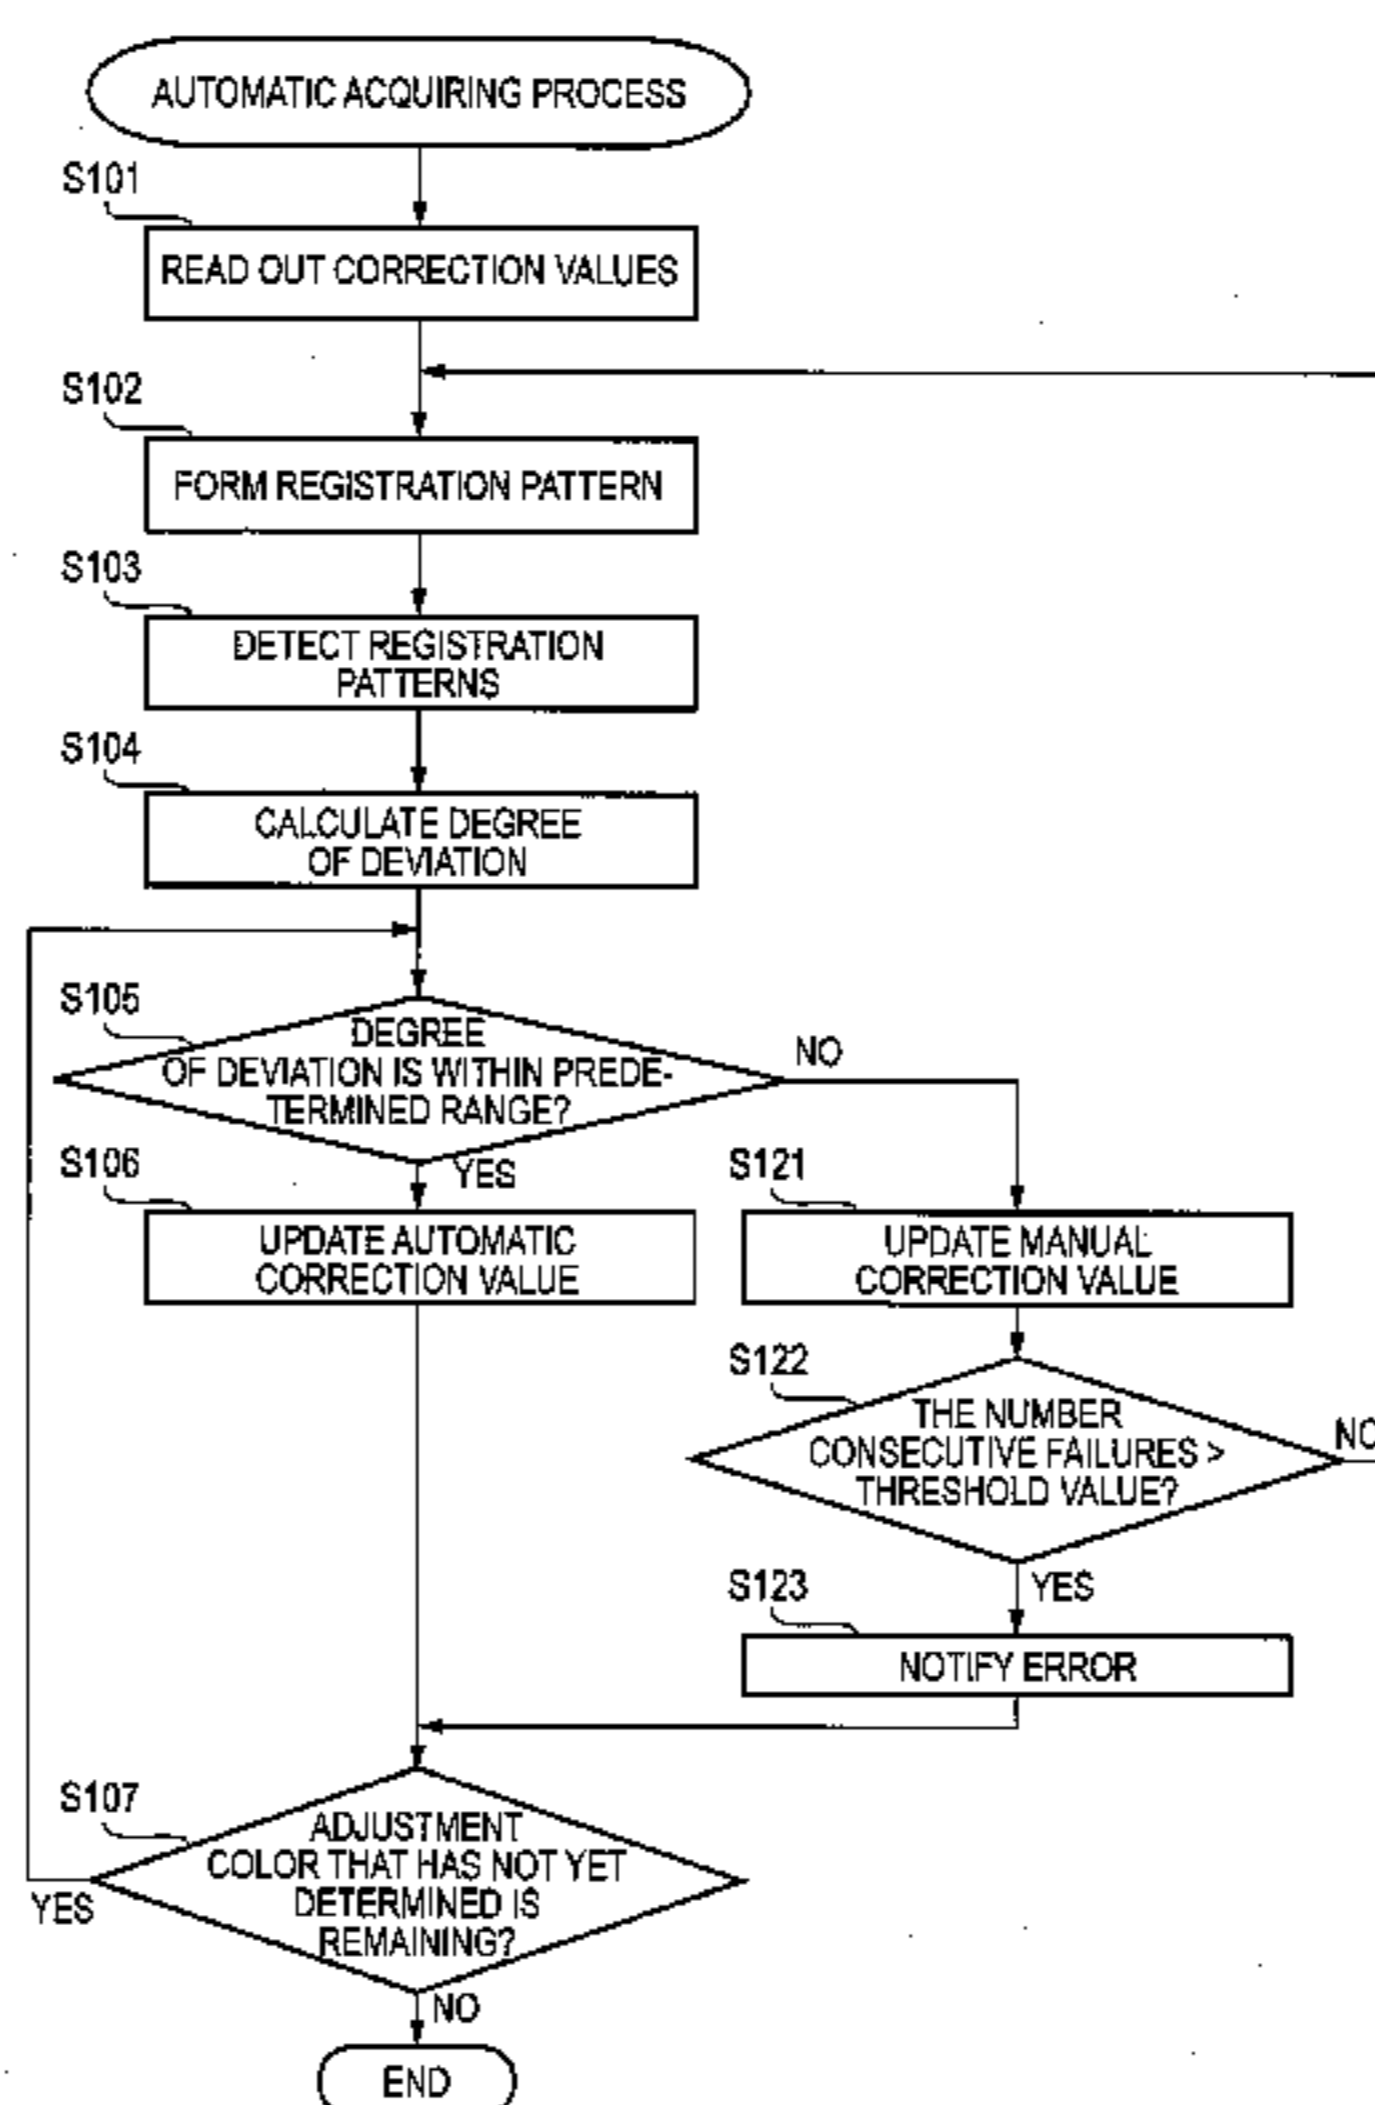 AUTOMATIC ACQUIRING PROCESS
S101
READ OUT CORRECTION VALUES
S102
FORM REGISTRATION PATTERN
S103
DETECT REGISTRATION
PATTERNS
S104
CALCULATE DEGREE
OF DEVIATION
S105
DEGREE
OF DEVIATION IS WITHIN PREDE-
TERMINED RANGE?
NO
YES
S106
UPDATE AUTOMATIC
CORRECTION VALUE
S121
UPDATE MANUAL
CORRECTION VALUE
S122
THE NUMBER
CONSECUTIVE FAILURES >
THRESHOLD VALUE?
NO
YES
S123
NOTIFY ERROR
S107
ADJUSTMENT
COLOR THAT HAS NOT YET
DETERMINED IS
REMAINING?
YES
NO
END